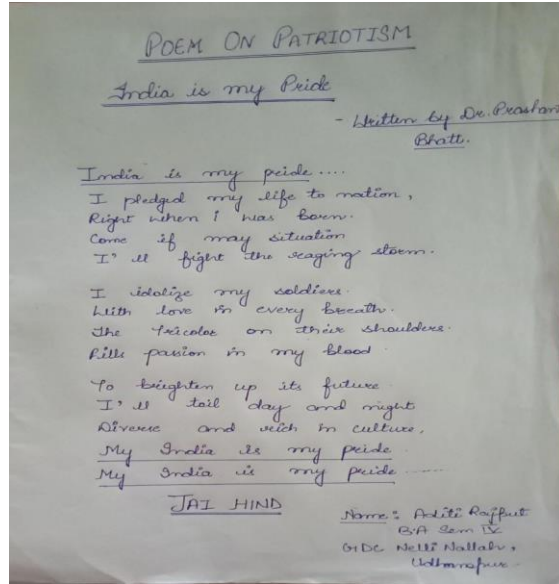 POEM ON PATRIOTISM
India is my Pride
- Written by Dr. Prashant
Bhatt.
India is my pride....
I pledged my life to nation,
Right when i was born.
Come if may situation
I'll fight the raging storm.
I idolize my soldiers.
With love in every breath.
The tricolor on their shoulders.
Fills passion in my blood
To brighten up its future.
I'll toil day and night
Diverse and rich in culture,
My India is my pride.
My India is my pride......
JAI HIND
Name: Aditi Rajput
B.A Sem IV
GDC Nelli Nallah,
Udhampur.